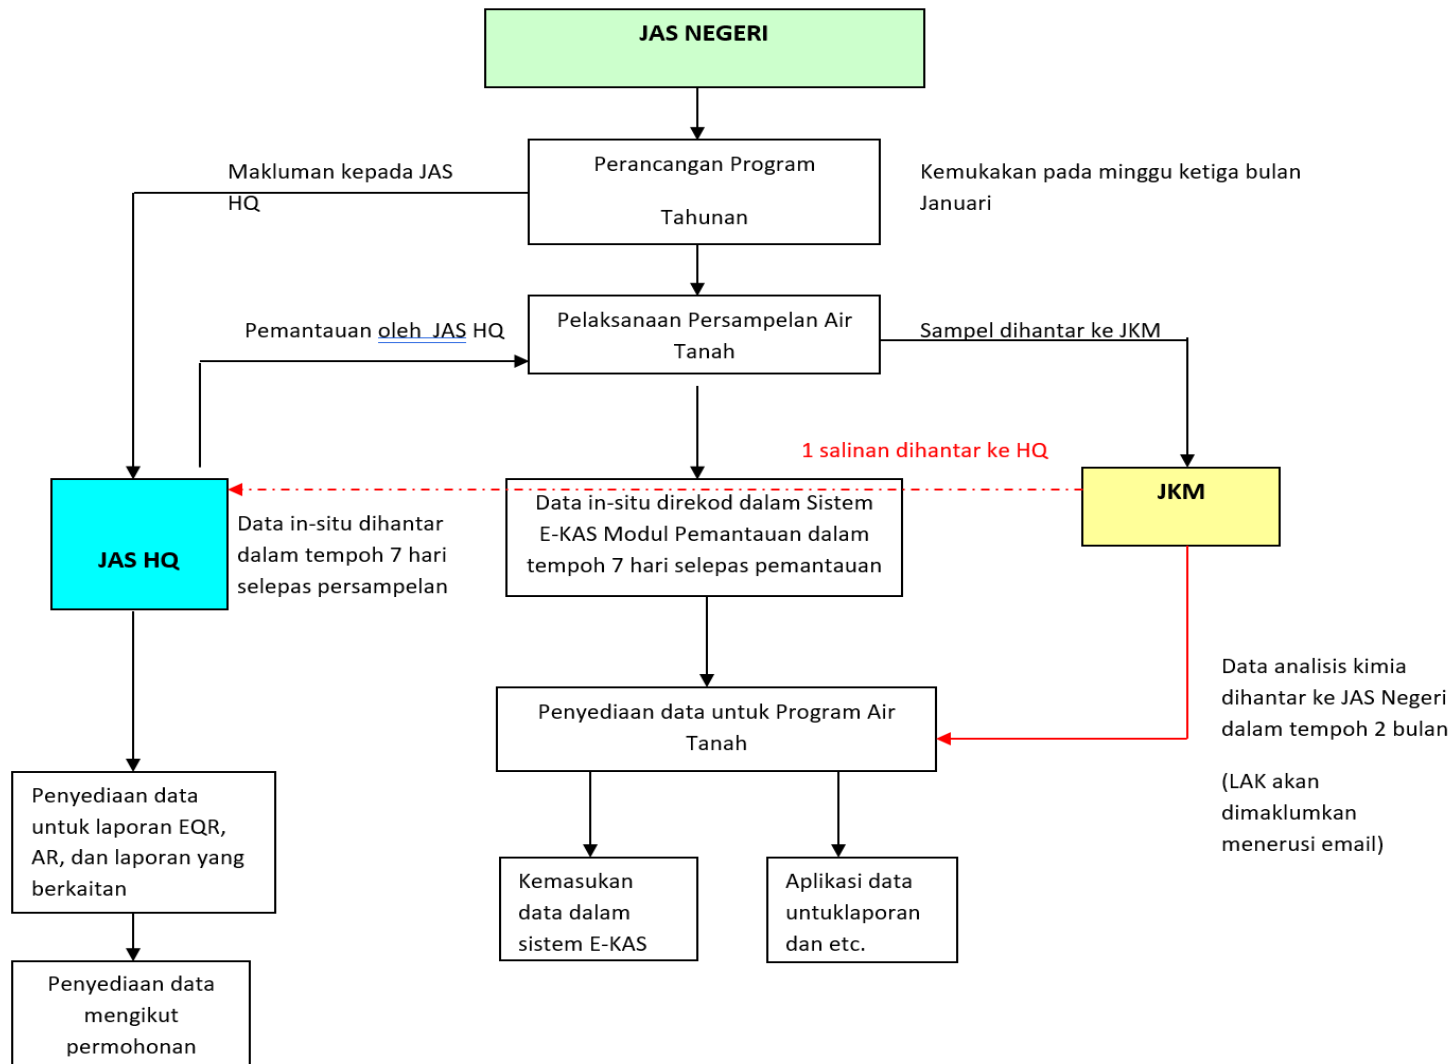 JAS NEGERI
Makluman kepada JAS
HQ
Perancangan Program
Tahunan
Kemukakan pada minggu ketiga bulan
Januari
Pemantauan oleh JAS HQ
Pelaksanaan Persampelan Air
Tanah
Sampel dihantar ke JKM
1 salinan dihantar ke HQ
JAS HQ
Data in-situ dihantar
dalam tempoh 7 hari
selepas persampelan
Data in-situ direkod dalam Sistem
E-KAS Modul Pemantauan dalam
tempoh 7 hari selepas pemantauan
JKM
Data analisis kimia
dihantar ke JAS Negeri
dalam tempoh 2 bulan
(LAK akan
dimaklumkan
menerusi email)
Penyediaan data untuk Program Air
Tanah
Penyediaan data
untuk laporan EQR,
AR, dan laporan yang
berkaitan
Kemasukan
data dalam
sistem E-KAS
Aplikasi data
untuklaporan
dan etc.
Penyediaan data
mengikut
permohonan